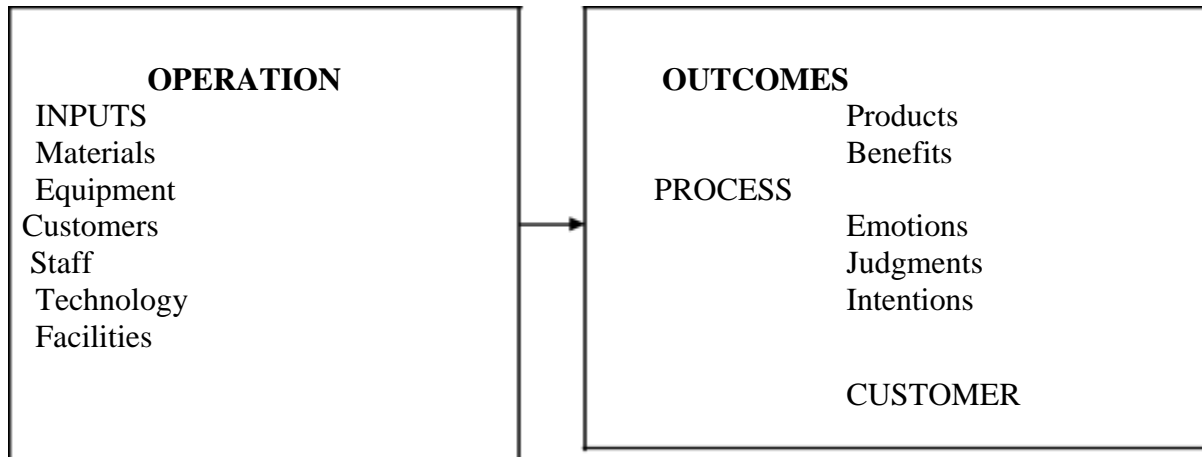 OPERATION
INPUTS
Materials
Equipment
Customers
Staff
Technology
Facilities
OUTCOMES
Products
Benefits
PROCESS
Emotions
Judgments
Intentions
CUSTOMER